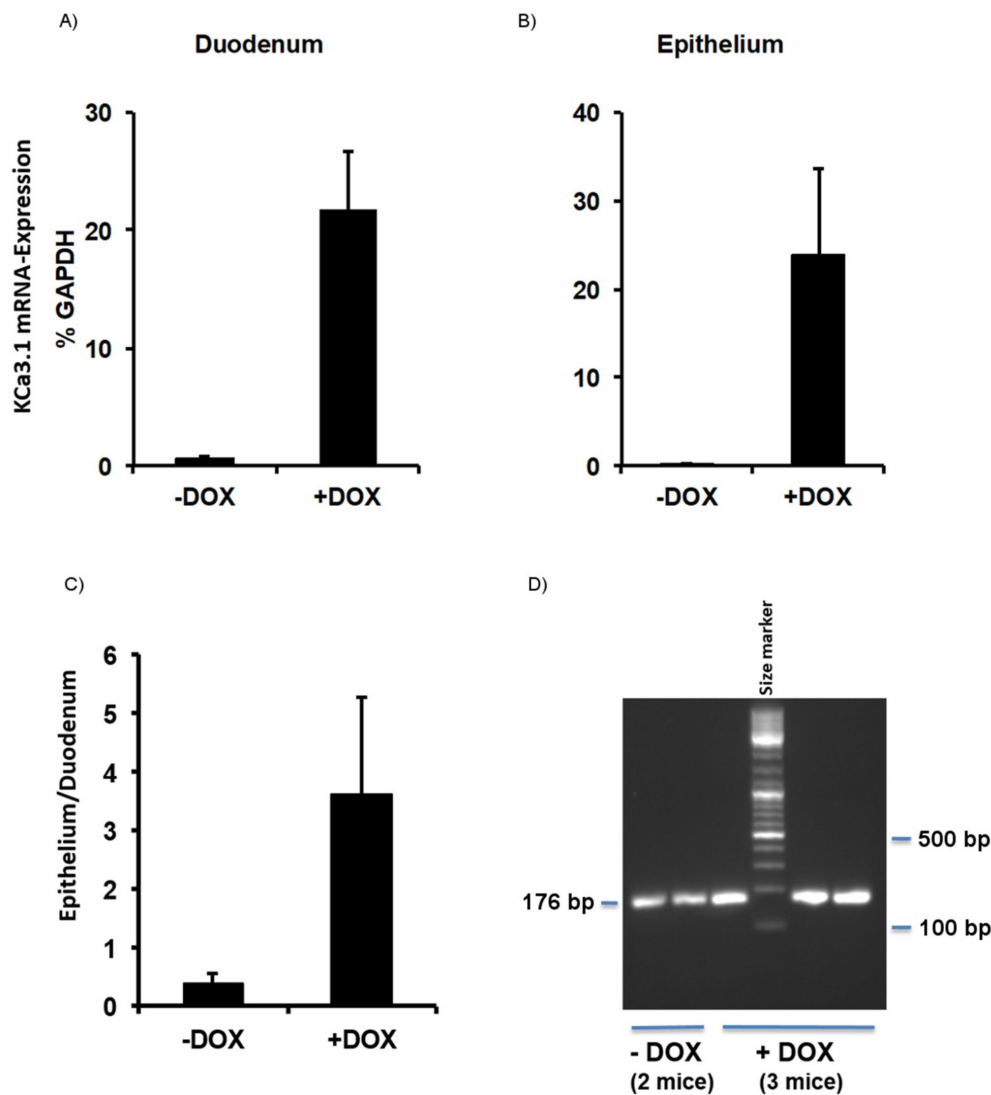 A)
Duodenum
KCa3.1 mRNA-Expression
% GAPDH
30
20
10
0
-DOX +DOX
B)
Epithelium
40
30
20
10
0
-DOX +DOX
C)
Epithelium/Duodenum
6
5
4
3
2
1
0
-DOX +DOX
D)
Size marker
500 bp
176 bp
100 bp
- DOX + DOX
(2 mice) (3 mice)